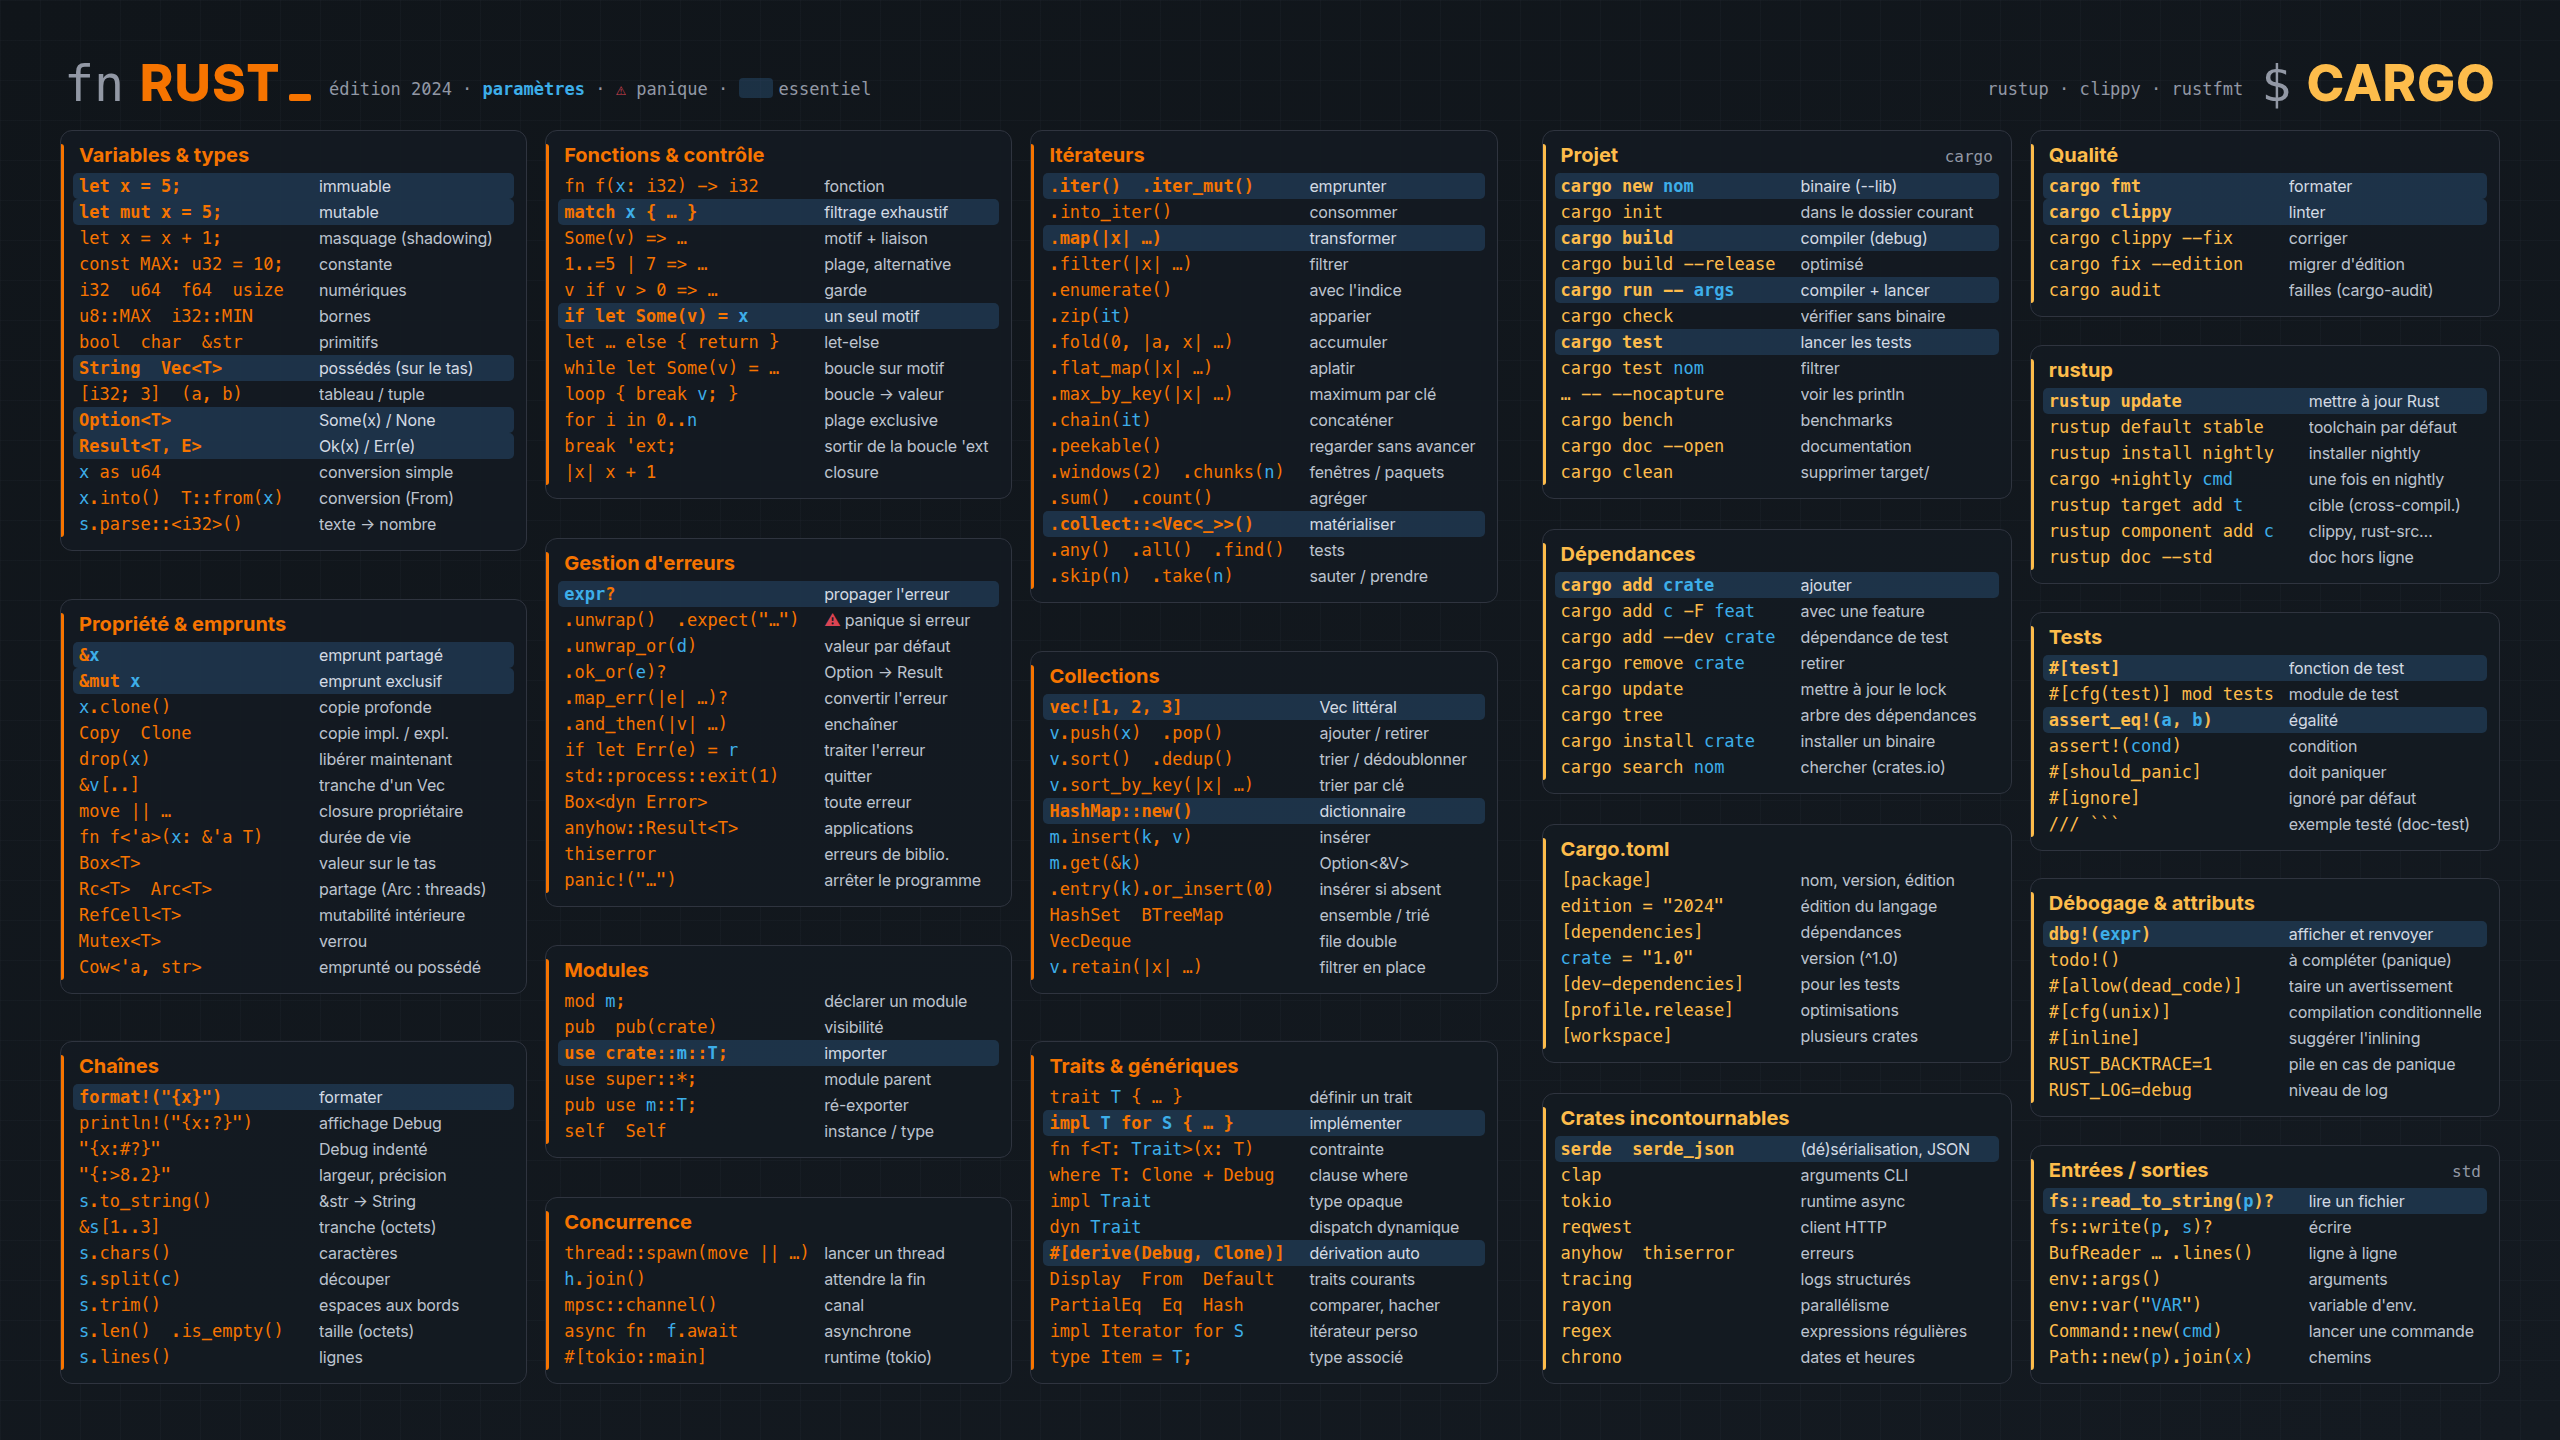 fn RUST_ édition 2024 · paramètres · ⚠ panique · essentiel
rustup · clippy · rustfmt $ CARGO
Variables & types
let x = 5; immuable
let mut x = 5; mutable
let x = x + 1; masquage (shadowing)
const MAX: u32 = 10; constante
i32 u64 f64 usize numériques
u8::MAX i32::MIN bornes
bool char &str primitifs
String Vec<T> possédés (sur le tas)
[i32; 3] (a, b) tableau / tuple
Option<T> Some(x) / None
Result<T, E> Ok(x) / Err(e)
x as u64 conversion simple
x.into() T::from(x) conversion (From)
s.parse::<i32>() texte → nombre
Propriété & emprunts
&x emprunt partagé
&mut x emprunt exclusif
x.clone() copie profonde
Copy Clone copie impl. / expl.
drop(x) libérer maintenant
&v[..] tranche d'un Vec
move || … closure propriétaire
fn f<'a>(x: &'a T) durée de vie
Box<T> valeur sur le tas
Rc<T> Arc<T> partage (Arc : threads)
RefCell<T> mutabilité intérieure
Mutex<T> verrou
Cow<'a, str> emprunté ou possédé
Chaînes
format!("{x}") formater
println!("{x:?}") affichage Debug
"{x:#?}" Debug indenté
"{:>8.2}" largeur, précision
s.to_string() &str → String
&s[1..3] tranche (octets)
s.chars() caractères
s.split(c) découper
s.trim() espaces aux bords
s.len() .is_empty() taille (octets)
s.lines() lignes
Fonctions & contrôle
fn f(x: i32) -> i32 fonction
match x { … } filtrage exhaustif
Some(v) => … motif + liaison
1..=5 | 7 => … plage, alternative
v if v > 0 => … garde
if let Some(v) = x un seul motif
let … else { return } let-else
while let Some(v) = … boucle sur motif
loop { break v; } boucle → valeur
for i in 0..n plage exclusive
break 'ext; sortir de la boucle 'ext
|x| x + 1 closure
Gestion d'erreurs
expr? propager l'erreur
.unwrap() .expect("…") ⚠ panique si erreur
.unwrap_or(d) valeur par défaut
.ok_or(e)? Option → Result
.map_err(|e| …)? convertir l'erreur
.and_then(|v| …) enchaîner
if let Err(e) = r traiter l'erreur
std::process::exit(1) quitter
Box<dyn Error> toute erreur
anyhow::Result<T> applications
thiserror erreurs de biblio.
panic!("…") arrêter le programme
Modules
mod m; déclarer un module
pub pub(crate) visibilité
use crate::m::T; importer
use super::*; module parent
pub use m::T; ré-exporter
self Self instance / type
Concurrence
thread::spawn(move || …) lancer un thread
h.join() attendre la fin
mpsc::channel() canal
async fn f.await asynchrone
#[tokio::main] runtime (tokio)
Itérateurs
.iter() .iter_mut() emprunter
.into_iter() consommer
.map(|x| …) transformer
.filter(|x| …) filtrer
.enumerate() avec l'indice
.zip(it) apparier
.fold(0, |a, x| …) accumuler
.flat_map(|x| …) aplatir
.max_by_key(|x| …) maximum par clé
.chain(it) concaténer
.peekable() regarder sans avancer
.windows(2) .chunks(n) fenêtres / paquets
.sum() .count() agréger
.collect::<Vec<_>>() matérialiser
.any() .all() .find() tests
.skip(n) .take(n) sauter / prendre
Collections
vec![1, 2, 3] Vec littéral
v.push(x) .pop() ajouter / retirer
v.sort() .dedup() trier / dédoublonner
v.sort_by_key(|x| …) trier par clé
HashMap::new() dictionnaire
m.insert(k, v) insérer
m.get(&k) Option<&V>
.entry(k).or_insert(0) insérer si absent
HashSet BTreeMap ensemble / trié
VecDeque file double
v.retain(|x| …) filtrer en place
Traits & génériques
trait T { … } définir un trait
impl T for S { … } implémenter
fn f<T: Trait>(x: T) contrainte
where T: Clone + Debug clause where
impl Trait type opaque
dyn Trait dispatch dynamique
#[derive(Debug, Clone)] dérivation auto
Display From Default traits courants
PartialEq Eq Hash comparer, hacher
impl Iterator for S itérateur perso
type Item = T; type associé
Projet cargo
cargo new nom binaire (--lib)
cargo init dans le dossier courant
cargo build compiler (debug)
cargo build --release optimisé
cargo run -- args compiler + lancer
cargo check vérifier sans binaire
cargo test lancer les tests
cargo test nom filtrer
… -- --nocapture voir les println
cargo bench benchmarks
cargo doc --open documentation
cargo clean supprimer target/
Dépendances
cargo add crate ajouter
cargo add c -F feat avec une feature
cargo add --dev crate dépendance de test
cargo remove crate retirer
cargo update mettre à jour le lock
cargo tree arbre des dépendances
cargo install crate installer un binaire
cargo search nom chercher (crates.io)
Cargo.toml
[package] nom, version, édition
edition = "2024" édition du langage
[dependencies] dépendances
crate = "1.0" version (^1.0)
[dev-dependencies] pour les tests
[profile.release] optimisations
[workspace] plusieurs crates
Crates incontournables
serde serde_json (dé)sérialisation, JSON
clap arguments CLI
tokio runtime async
reqwest client HTTP
anyhow thiserror erreurs
tracing logs structurés
rayon parallélisme
regex expressions régulières
chrono dates et heures
Qualité
cargo fmt formater
cargo clippy linter
cargo clippy --fix corriger
cargo fix --edition migrer d'édition
cargo audit failles (cargo-audit)
rustup
rustup update mettre à jour Rust
rustup default stable toolchain par défaut
rustup install nightly installer nightly
cargo +nightly cmd une fois en nightly
rustup target add t cible (cross-compil.)
rustup component add c clippy, rust-src…
rustup doc --std doc hors ligne
Tests
#[test] fonction de test
#[cfg(test)] mod tests module de test
assert_eq!(a, b) égalité
assert!(cond) condition
#[should_panic] doit paniquer
#[ignore] ignoré par défaut
/// ``` exemple testé (doc-test)
Débogage & attributs
dbg!(expr) afficher et renvoyer
todo!() à compléter (panique)
#[allow(dead_code)] taire un avertissement
#[cfg(unix)] compilation conditionnelle
#[inline] suggérer l'inlining
RUST_BACKTRACE=1 pile en cas de panique
RUST_LOG=debug niveau de log
Entrées / sorties std
fs::read_to_string(p)? lire un fichier
fs::write(p, s)? écrire
BufReader … .lines() ligne à ligne
env::args() arguments
env::var("VAR") variable d'env.
Command::new(cmd) lancer une commande
Path::new(p).join(x) chemins